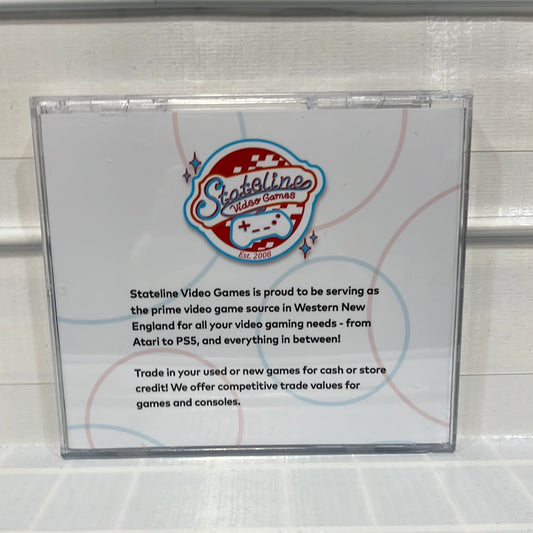 Stateline
Video Games
Est. 2008
Stateline Video Games is proud to be serving as
the prime video game source in Western New
England for all your video gaming needs - from
Atari to PS5, and everything in between!
Trade in your used or new games for cash or store
credit! We offer competitive trade values for
games and consoles.